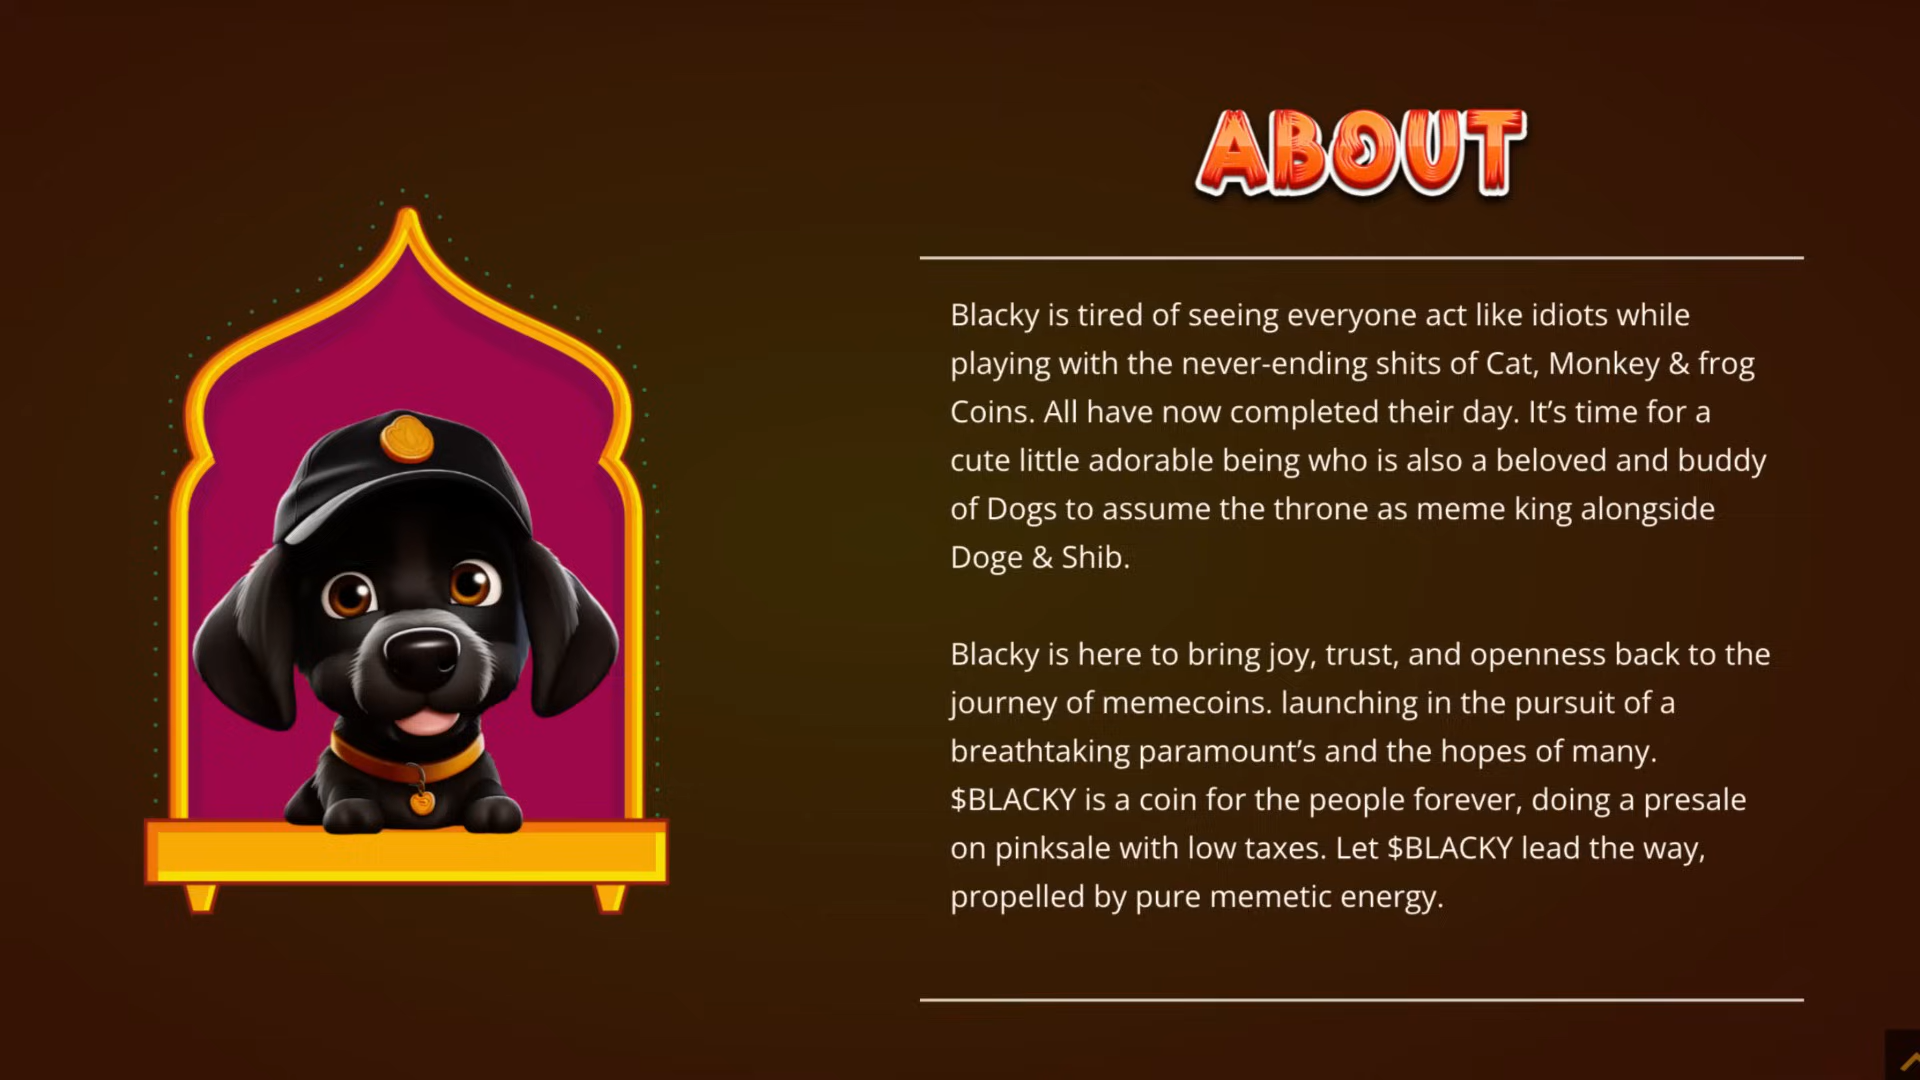 ABOUT
Blacky is tired of seeing everyone act like idiots while
playing with the never-ending shits of Cat, Monkey & frog
Coins. All have now completed their day. It’s time for a
cute little adorable being who is also a beloved and buddy
of Dogs to assume the throne as meme king alongside
Doge & Shib.
Blacky is here to bring joy, trust, and openness back to the
journey of memecoins. launching in the pursuit of a
breathtaking paramount’s and the hopes of many.
$BLACKY is a coin for the people forever, doing a presale
on pinksale with low taxes. Let $BLACKY lead the way,
propelled by pure memetic energy.